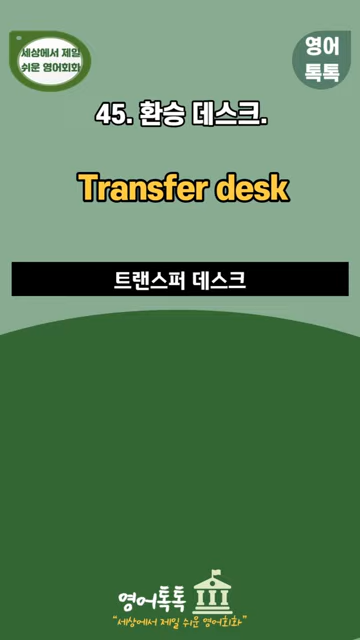 세상에서 제일
쉬운 영어회화
영어
톡톡
45. 환승 데스크.
Transfer desk
트랜스퍼 데스크
영어톡톡
"세상에서 제일 쉬운 영어회화"